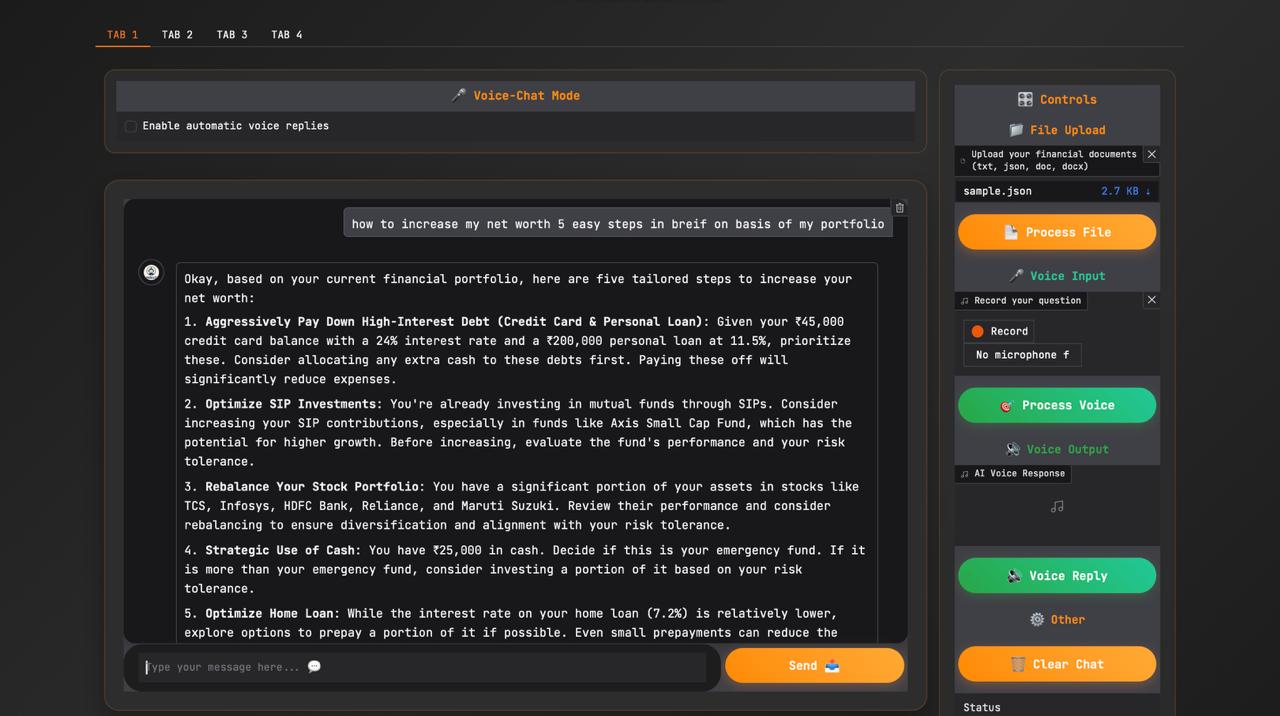 TAB 1 TAB 2 TAB 3 TAB 4
Voice-Chat Mode
Enable automatic voice replies
how to increase my net worth 5 easy steps in breif on basis of my portfolio
Okay, based on your current financial portfolio, here are five tailored steps to increase your
net worth:
1. Aggressively Pay Down High-Interest Debt (Credit Card & Personal Loan): Given your ₹45,000
credit card balance with a 24% interest rate and a ₹200,000 personal loan at 11.5%, prioritize
these. Consider allocating any extra cash to these debts first. Paying these off will
significantly reduce expenses.
2. Optimize SIP Investments: You're already investing in mutual funds through SIPs. Consider
increasing your SIP contributions, especially in funds like Axis Small Cap Fund, which has the
potential for higher growth. Before increasing, evaluate the fund's performance and your risk
tolerance.
3. Rebalance Your Stock Portfolio: You have a significant portion of your assets in stocks like
TCS, Infosys, HDFC Bank, Reliance, and Maruti Suzuki. Review their performance and consider
rebalancing to ensure diversification and alignment with your risk tolerance.
4. Strategic Use of Cash: You have ₹25,000 in cash. Decide if this is your emergency fund. If it
is more than your emergency fund, consider investing a portion of it based on your risk
tolerance.
5. Optimize Home Loan: While the interest rate on your home loan (7.2%) is relatively lower,
explore options to prepay a portion of it if possible. Even small prepayments can reduce the
Type your message here... 💬
Send 📤
Controls
File Upload
Upload your financial documents
(txt, json, doc, docx)
sample.json 2.7 KB ↓
Process File
Voice Input
Record your question
Record
No microphone f
Process Voice
Voice Output
AI Voice Response
Voice Reply
Other
Clear Chat
Status